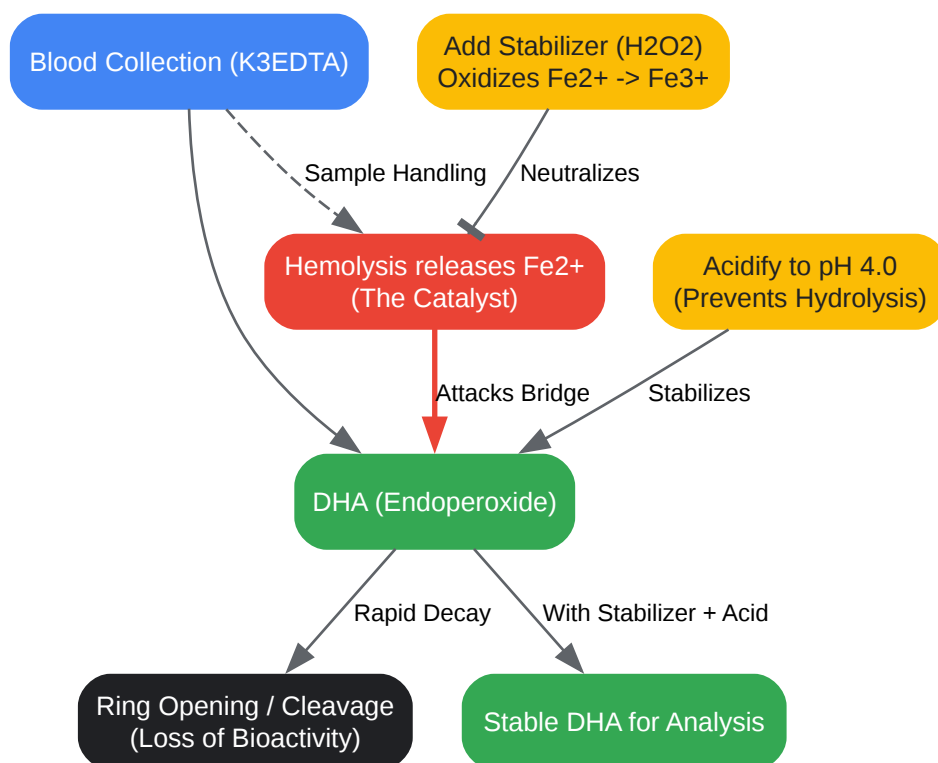 Blood Collection (K3EDTA)
Add Stabilizer (H2O2)
Oxidizes Fe2+ -> Fe3+
Sample Handling
Neutralizes
Hemolysis releases Fe2+
(The Catalyst)
Acidify to pH 4.0
(Prevents Hydrolysis)
Attacks Bridge
Stabilizes
DHA (Endoperoxide)
Rapid Decay
With Stabilizer + Acid
Ring Opening / Cleavage
(Loss of Bioactivity)
Stable DHA for Analysis